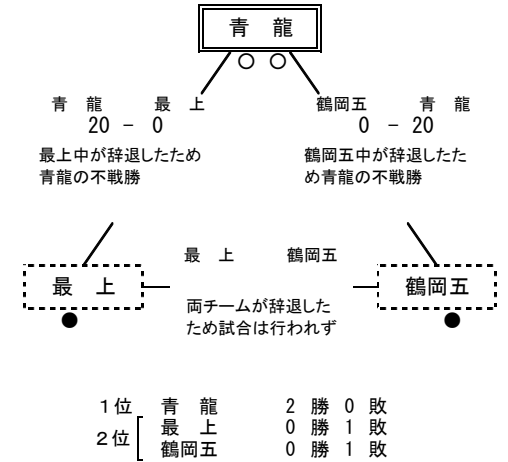 青 龍
○ ○
青 龍 最 上
20 － 0
最上中が辞退したため
青龍の不戦勝
鶴岡五 青 龍
0 － 20
鶴岡五中が辞退したた
め青龍の不戦勝
最 上 鶴岡五
最 上
●
両チームが辞退した
ため試合は行われず
鶴岡五
●
１位 青 龍 2 勝 0 敗
２位 最 上 0 勝 1 敗
鶴岡五 0 勝 1 敗